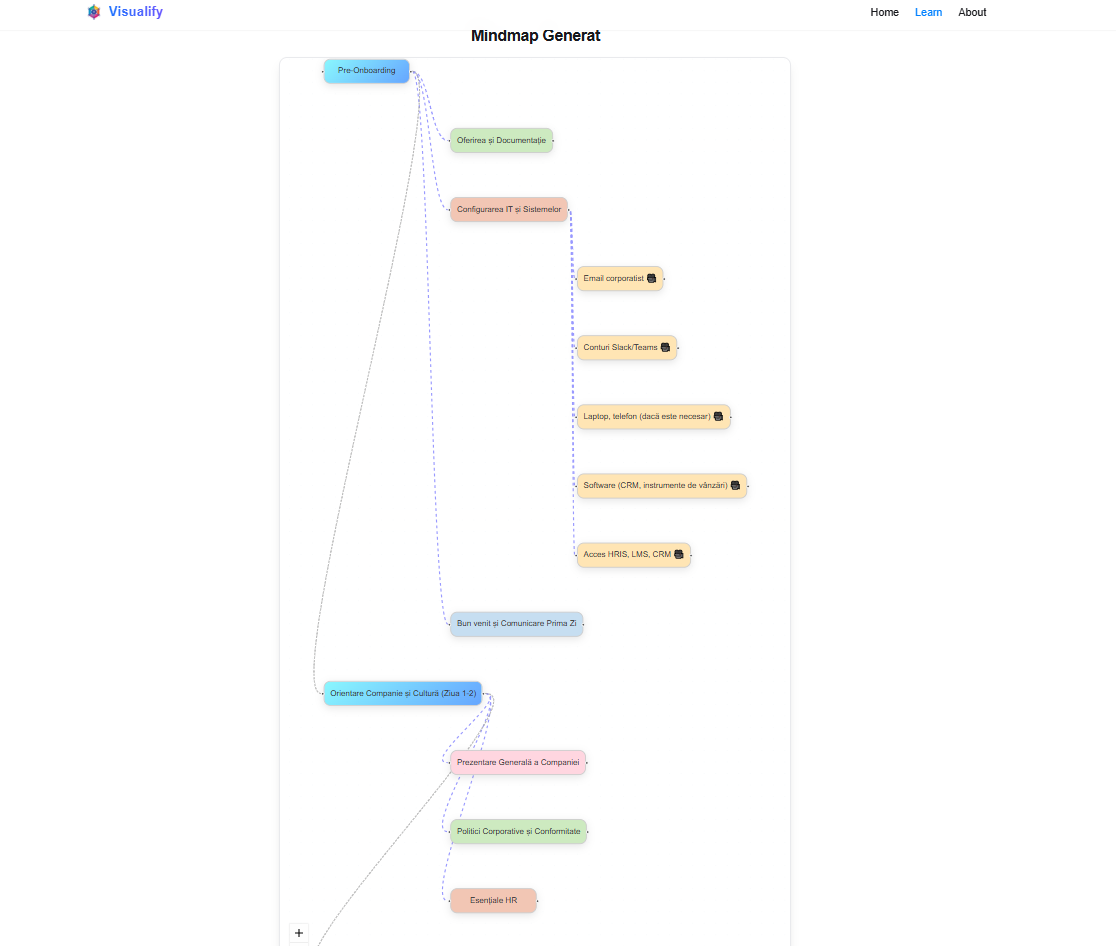 Visualify
Home Learn About
Mindmap Generat
Pre-Onboarding
Oferirea și Documentație
Configurarea IT și Sistemelor
Email corporatist
Conturi Slack/Teams
Laptop, telefon (dacă este necesar)
Software (CRM, instrumente de vânzări)
Acces HRIS, LMS, CRM
Bun venit și Comunicare Prima Zi
Orientare Companie și Cultură (Ziua 1-2)
Prezentare Generală a Companiei
Politici Corporative și Conformitate
Esențiale HR
+